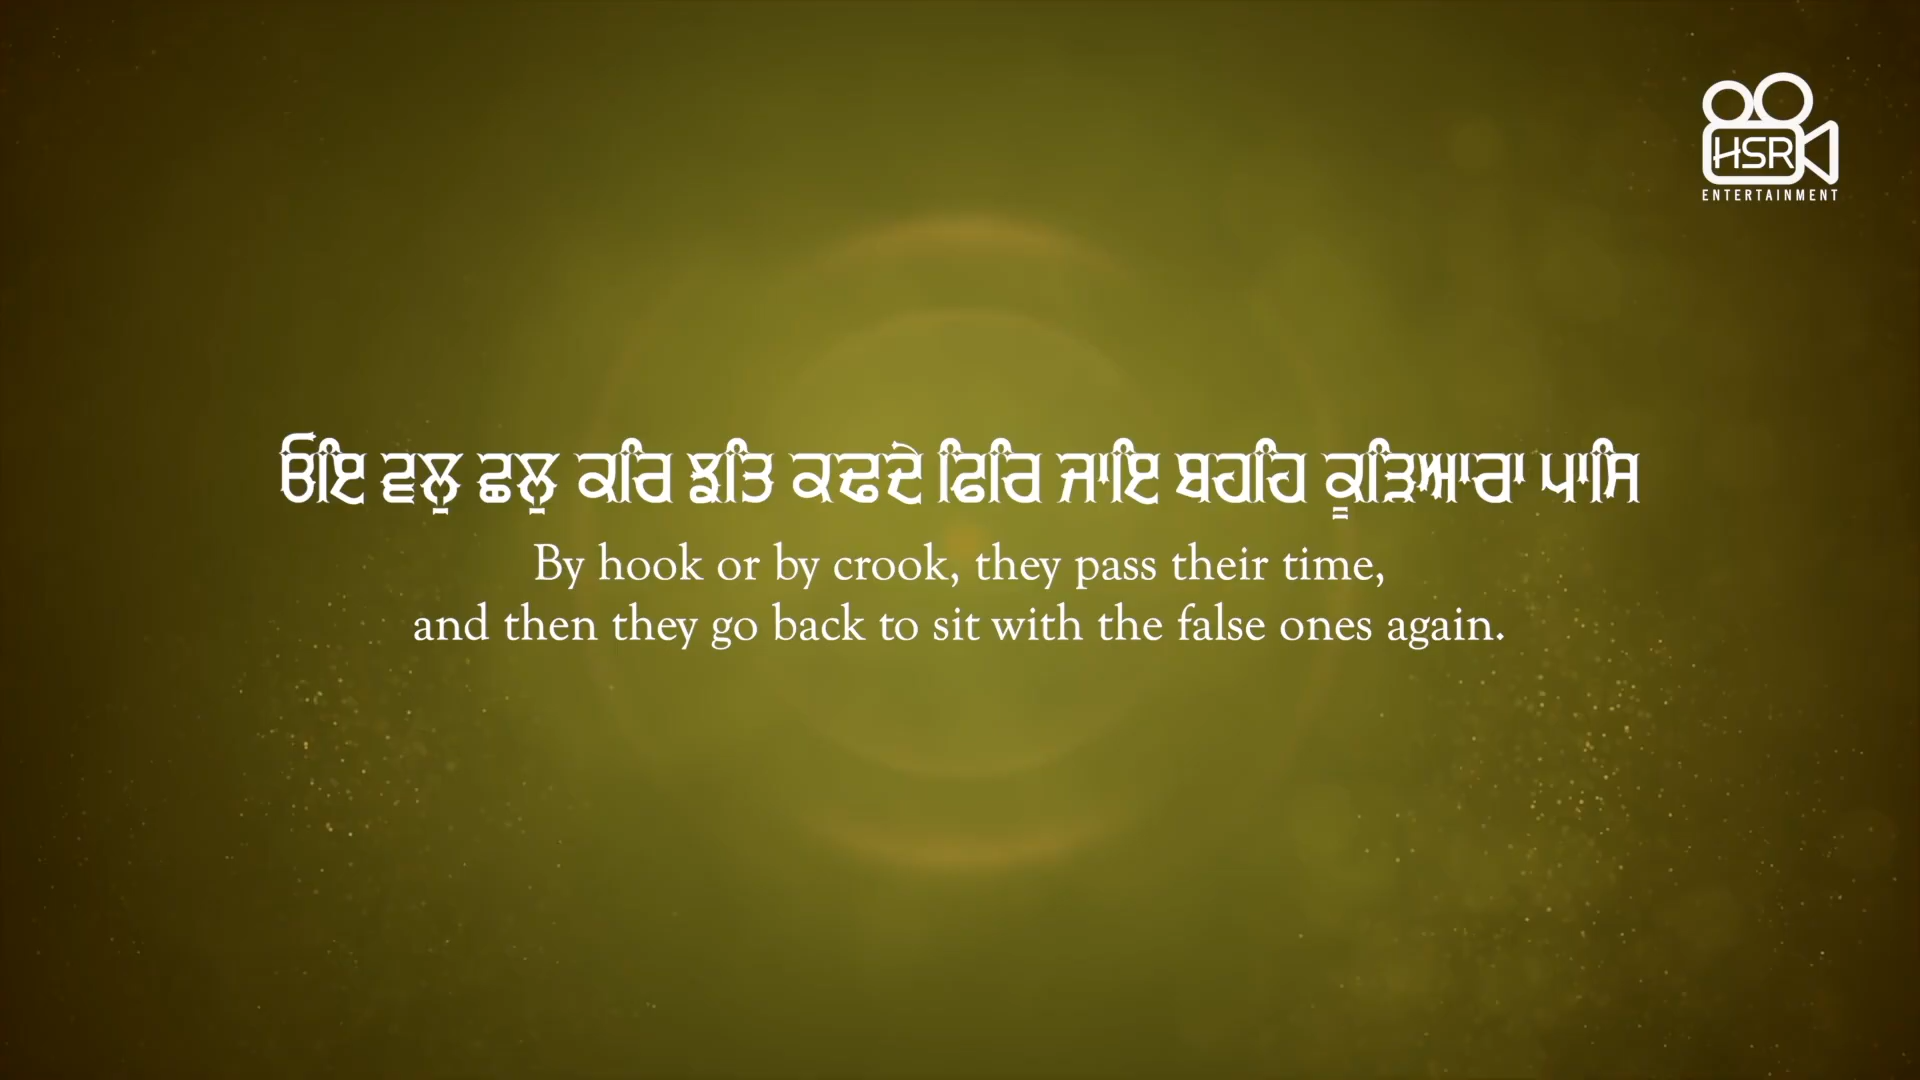 HSR
ENTERTAINMENT
ਓਇ ਵਲੁ ਛਲੁ ਕਰਿ ਝਤਿ ਕਢਦੇ ਫਿਰਿ ਜਾਇ ਬਹਹਿ ਕੂੜਿਆਰਾ ਪਾਸਿ
By hook or by crook, they pass their time,
and then they go back to sit with the false ones again.